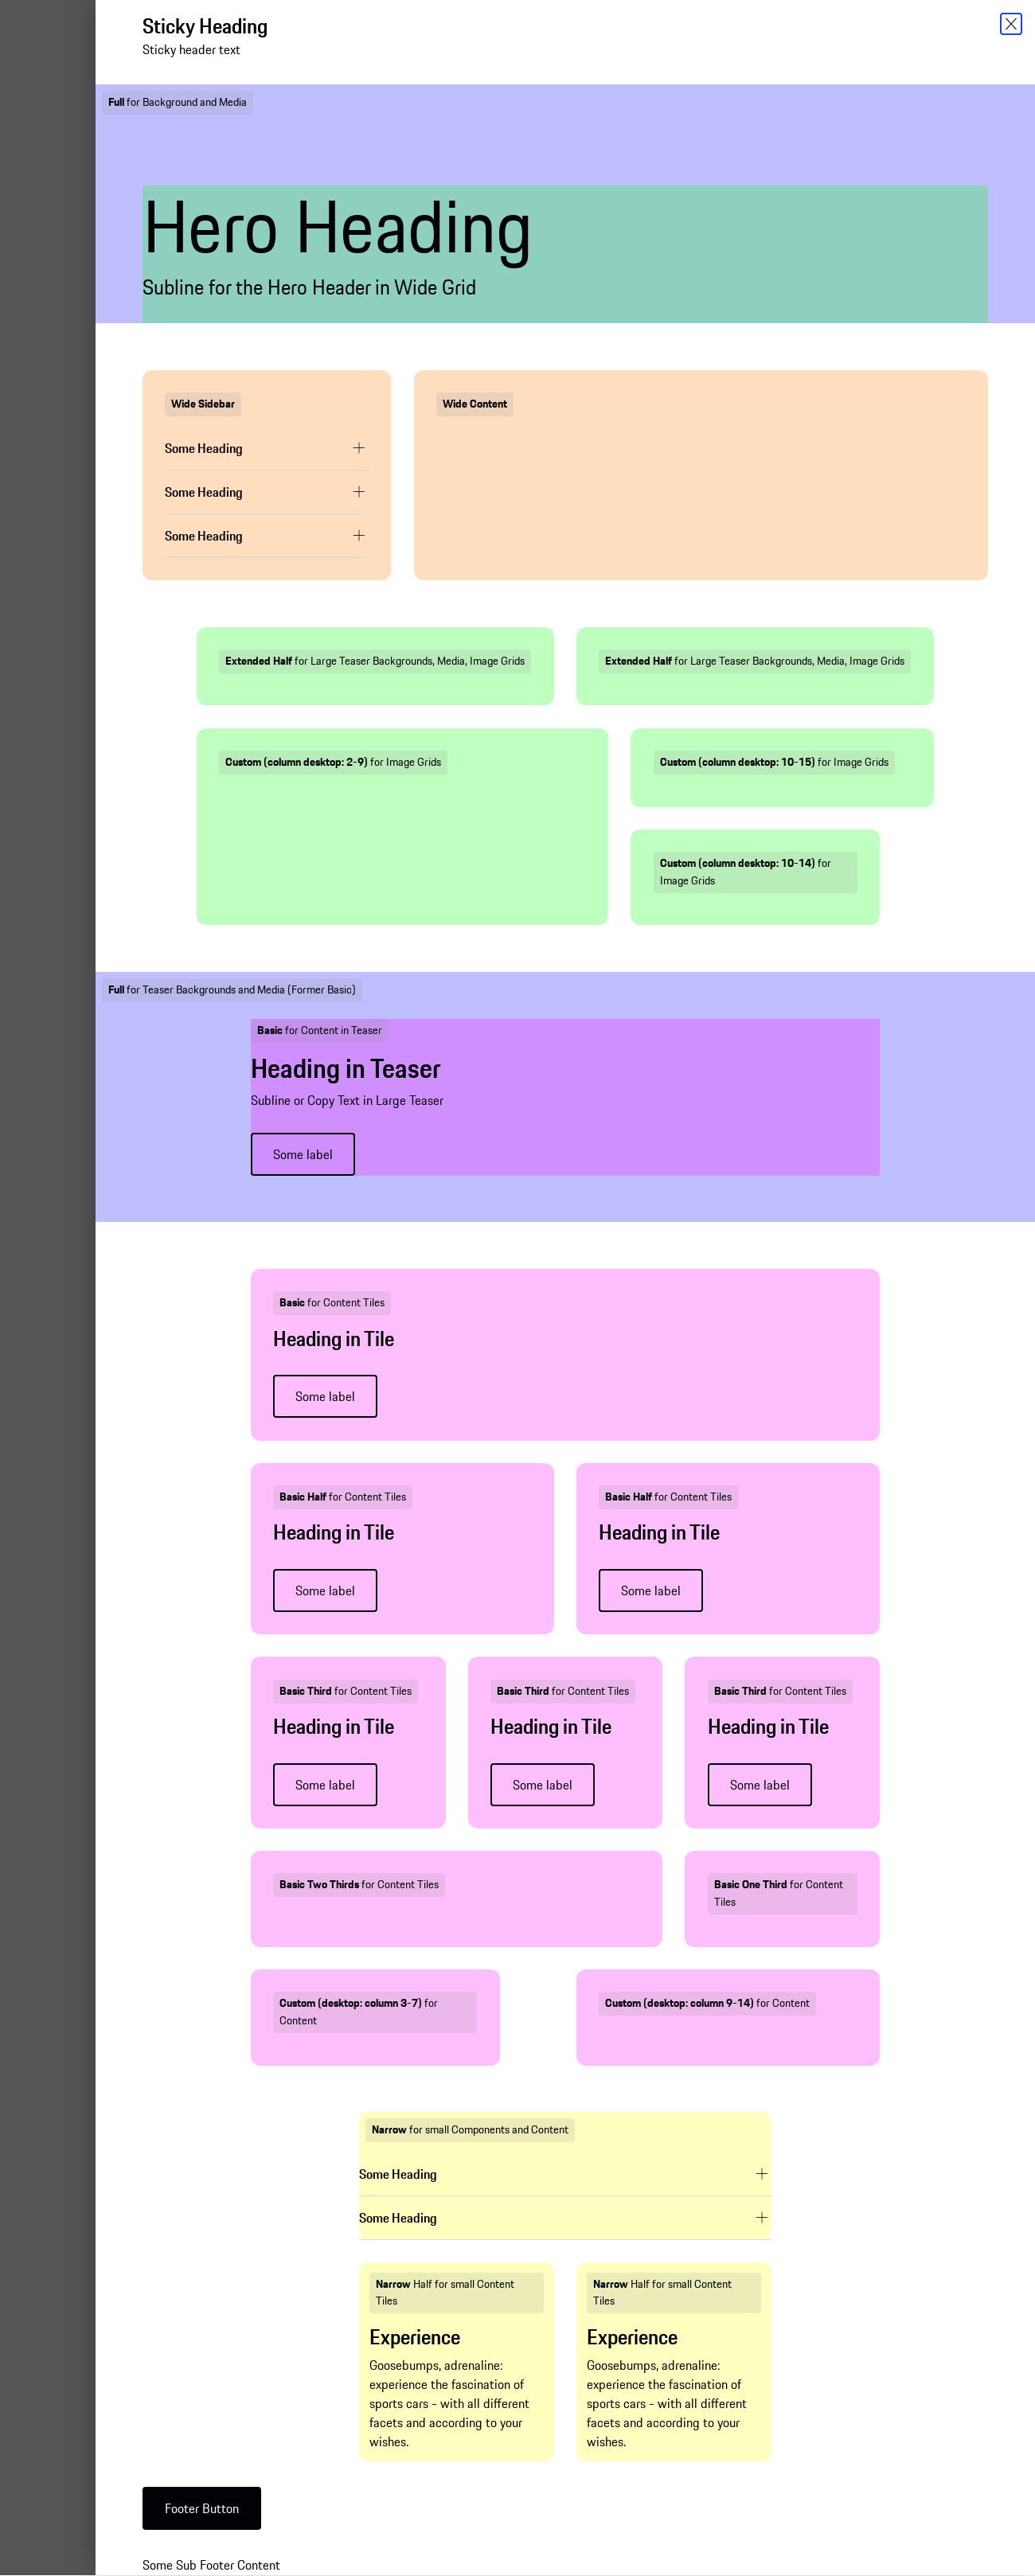 Sticky Heading
Sticky header text
Full for Background and Media
Hero Heading
Subline for the Hero Header in Wide Grid
Wide Sidebar
Some Heading
Some Heading
Some Heading
Wide Content
Extended Half for Large Teaser Backgrounds, Media, Image Grids
Extended Half for Large Teaser Backgrounds, Media, Image Grids
Custom (column desktop: 2-9) for Image Grids
Custom (column desktop: 10-15) for Image Grids
Custom (column desktop: 10-14) for
Image Grids
Full for Teaser Backgrounds and Media (Former Basic)
Basic for Content in Teaser
Heading in Teaser
Subline or Copy Text in Large Teaser
Some label
Basic for Content Tiles
Heading in Tile
Some label
Basic Half for Content Tiles
Heading in Tile
Some label
Basic Half for Content Tiles
Heading in Tile
Some label
Basic Third for Content Tiles
Heading in Tile
Some label
Basic Third for Content Tiles
Heading in Tile
Some label
Basic Third for Content Tiles
Heading in Tile
Some label
Basic Two Thirds for Content Tiles
Basic One Third for Content
Tiles
Custom (desktop: column 3-7) for
Content
Custom (desktop: column 9-14) for Content
Narrow for small Components and Content
Some Heading
Some Heading
Narrow Half for small Content
Tiles
Experience
Goosebumps, adrenaline:
experience the fascination of
sports cars - with all different
facets and according to your
wishes.
Narrow Half for small Content
Tiles
Experience
Goosebumps, adrenaline:
experience the fascination of
sports cars - with all different
facets and according to your
wishes.
Footer Button
Some Sub Footer Content